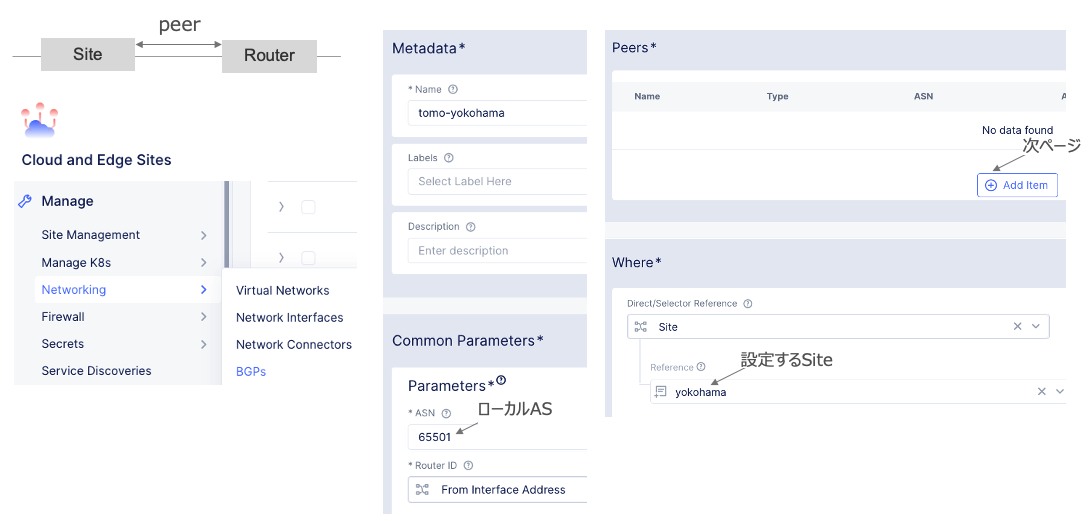 peer
Site
Router
Cloud and Edge Sites
Manage
Site Management
Manage K8s
Networking
Firewall
Secrets
Service Discoveries
Virtual Networks
Network Interfaces
Network Connectors
BGPs
Metadata*
* Name
tomo-yokohama
Labels
Select Label Here
Description
Enter description
Common Parameters*
Parameters*
* ASN
ローカルAS
65501
* Router ID
From Interface Address
Peers*
Name
Type
ASN
A
No data found
次ページ
Add Item
Where*
Direct/Selector Reference
Site
Reference
設定するSite
yokohama